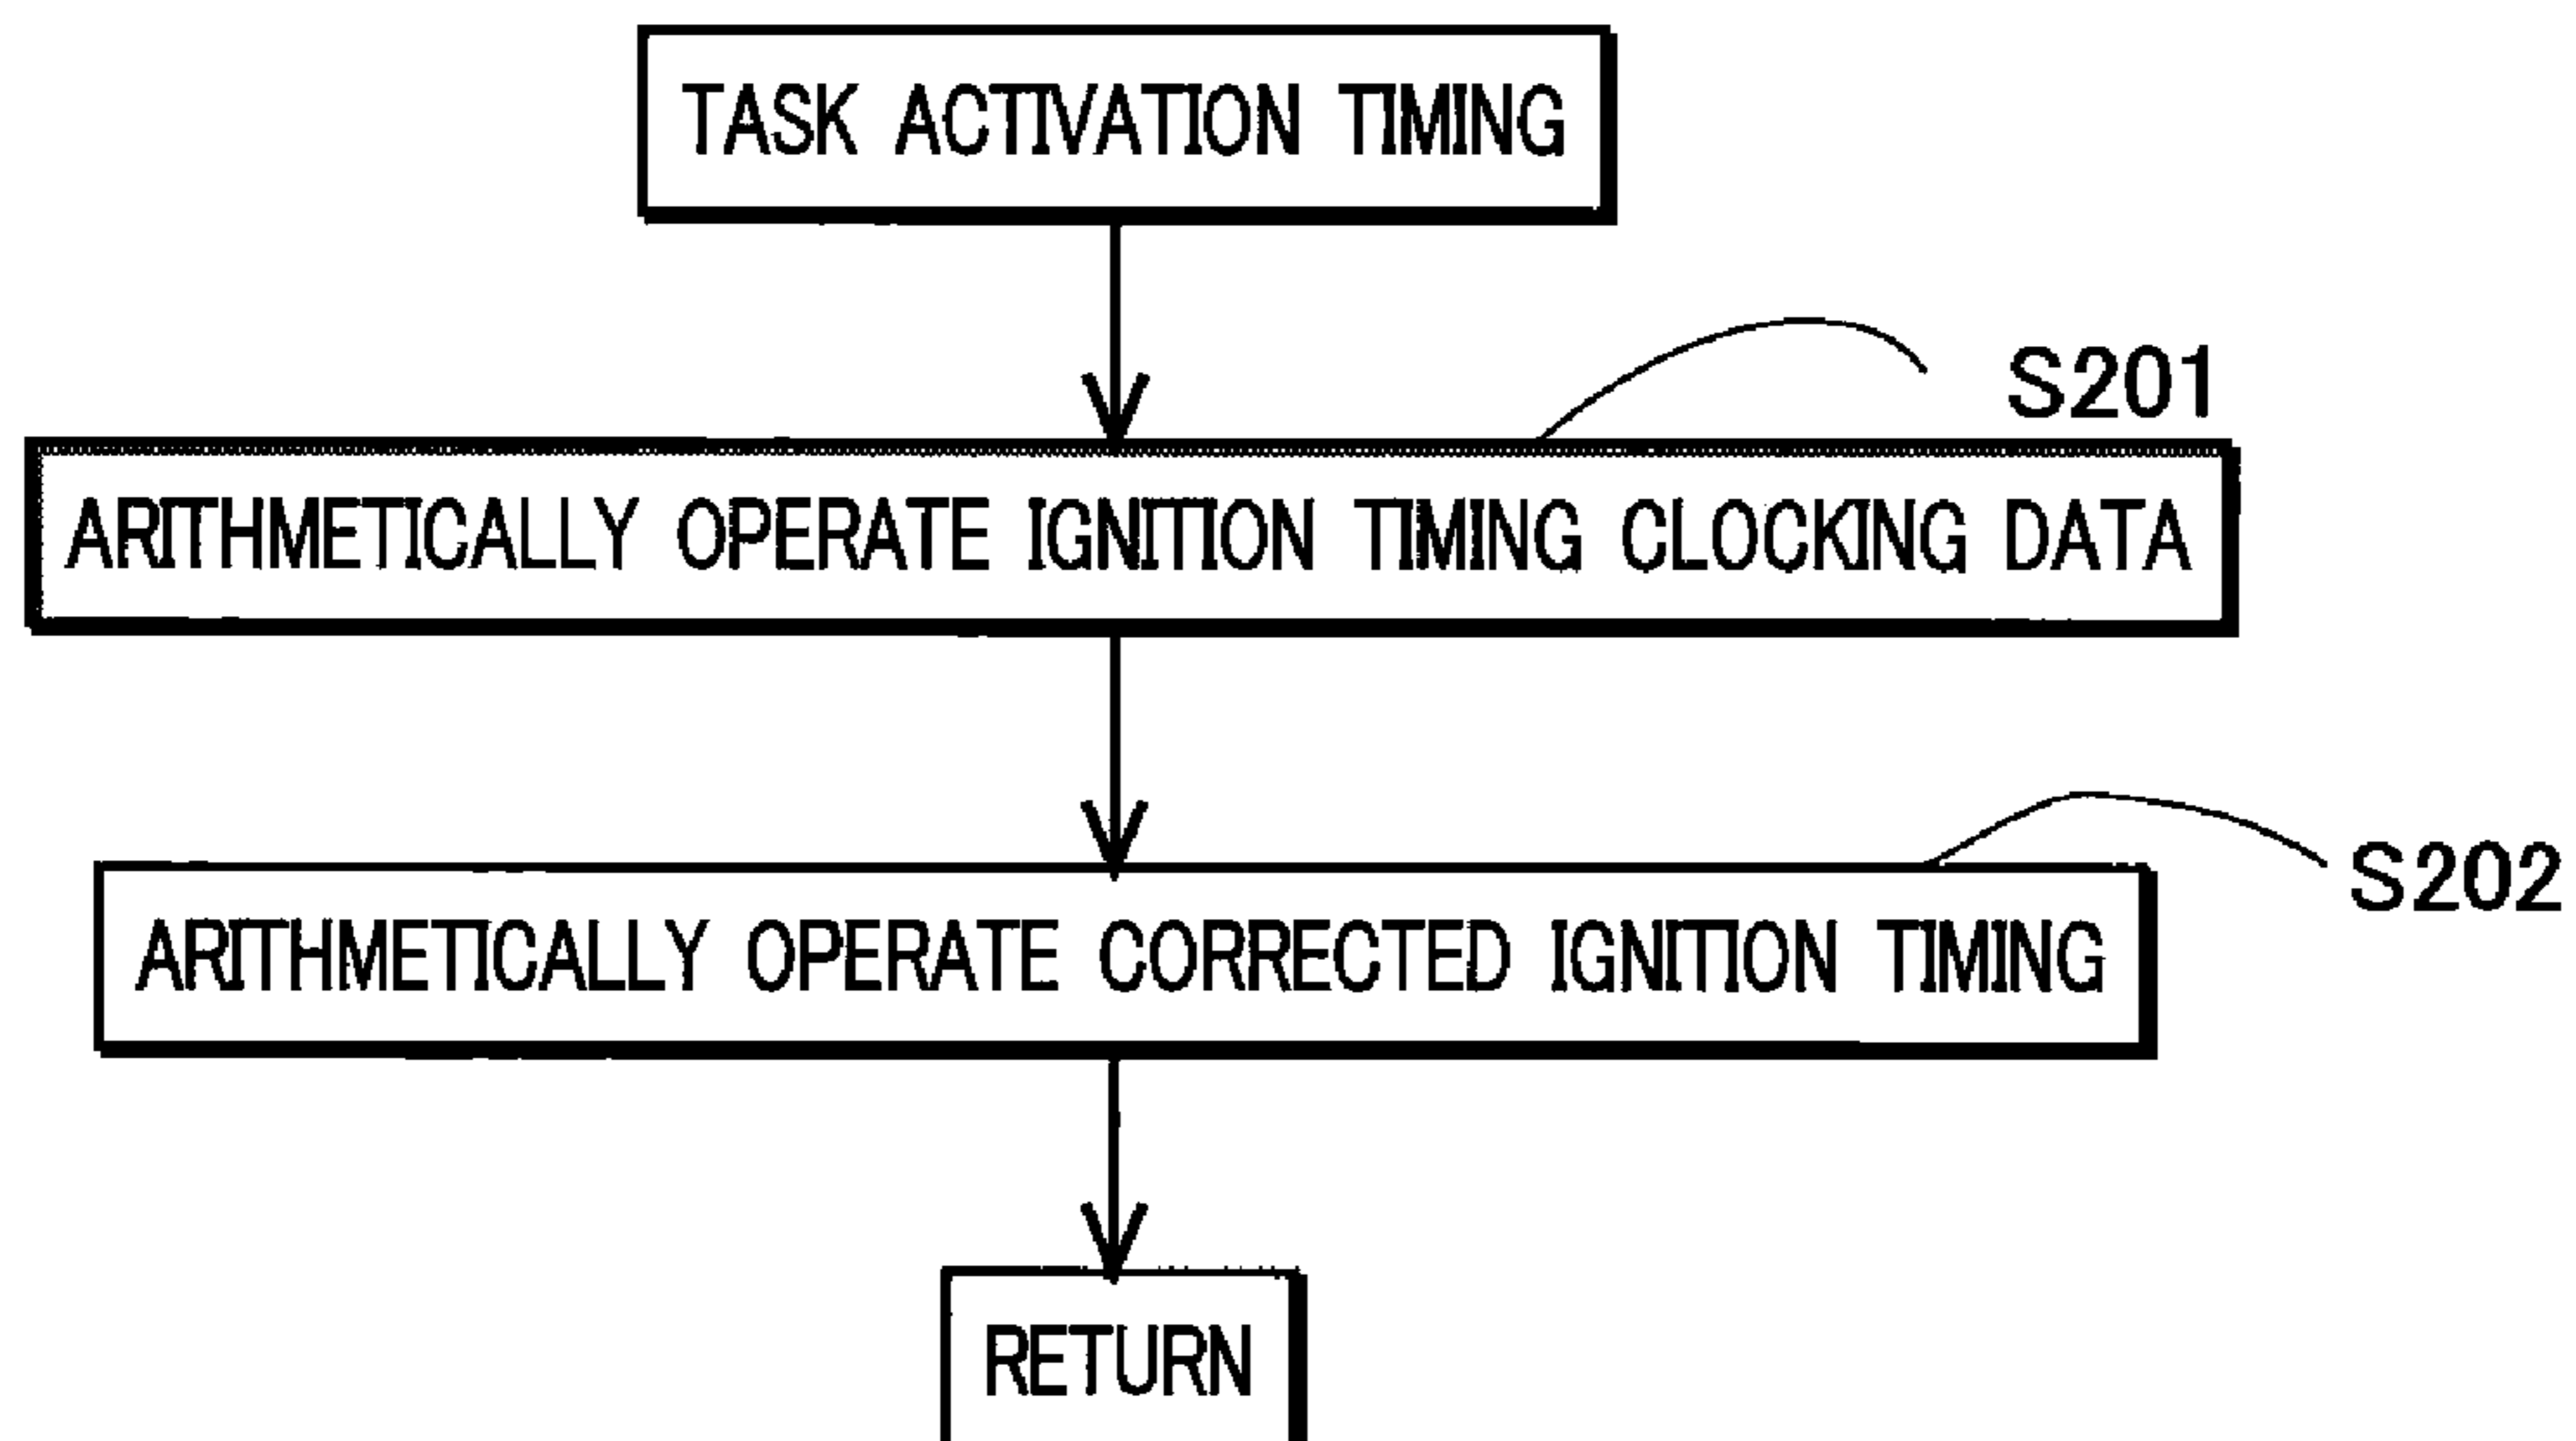 TASK ACTIVATION TIMING
S201
ARITHMETICALLY OPERATE IGNITION TIMING CLOCKING DATA
S202
ARITHMETICALLY OPERATE CORRECTED IGNITION TIMING
RETURN